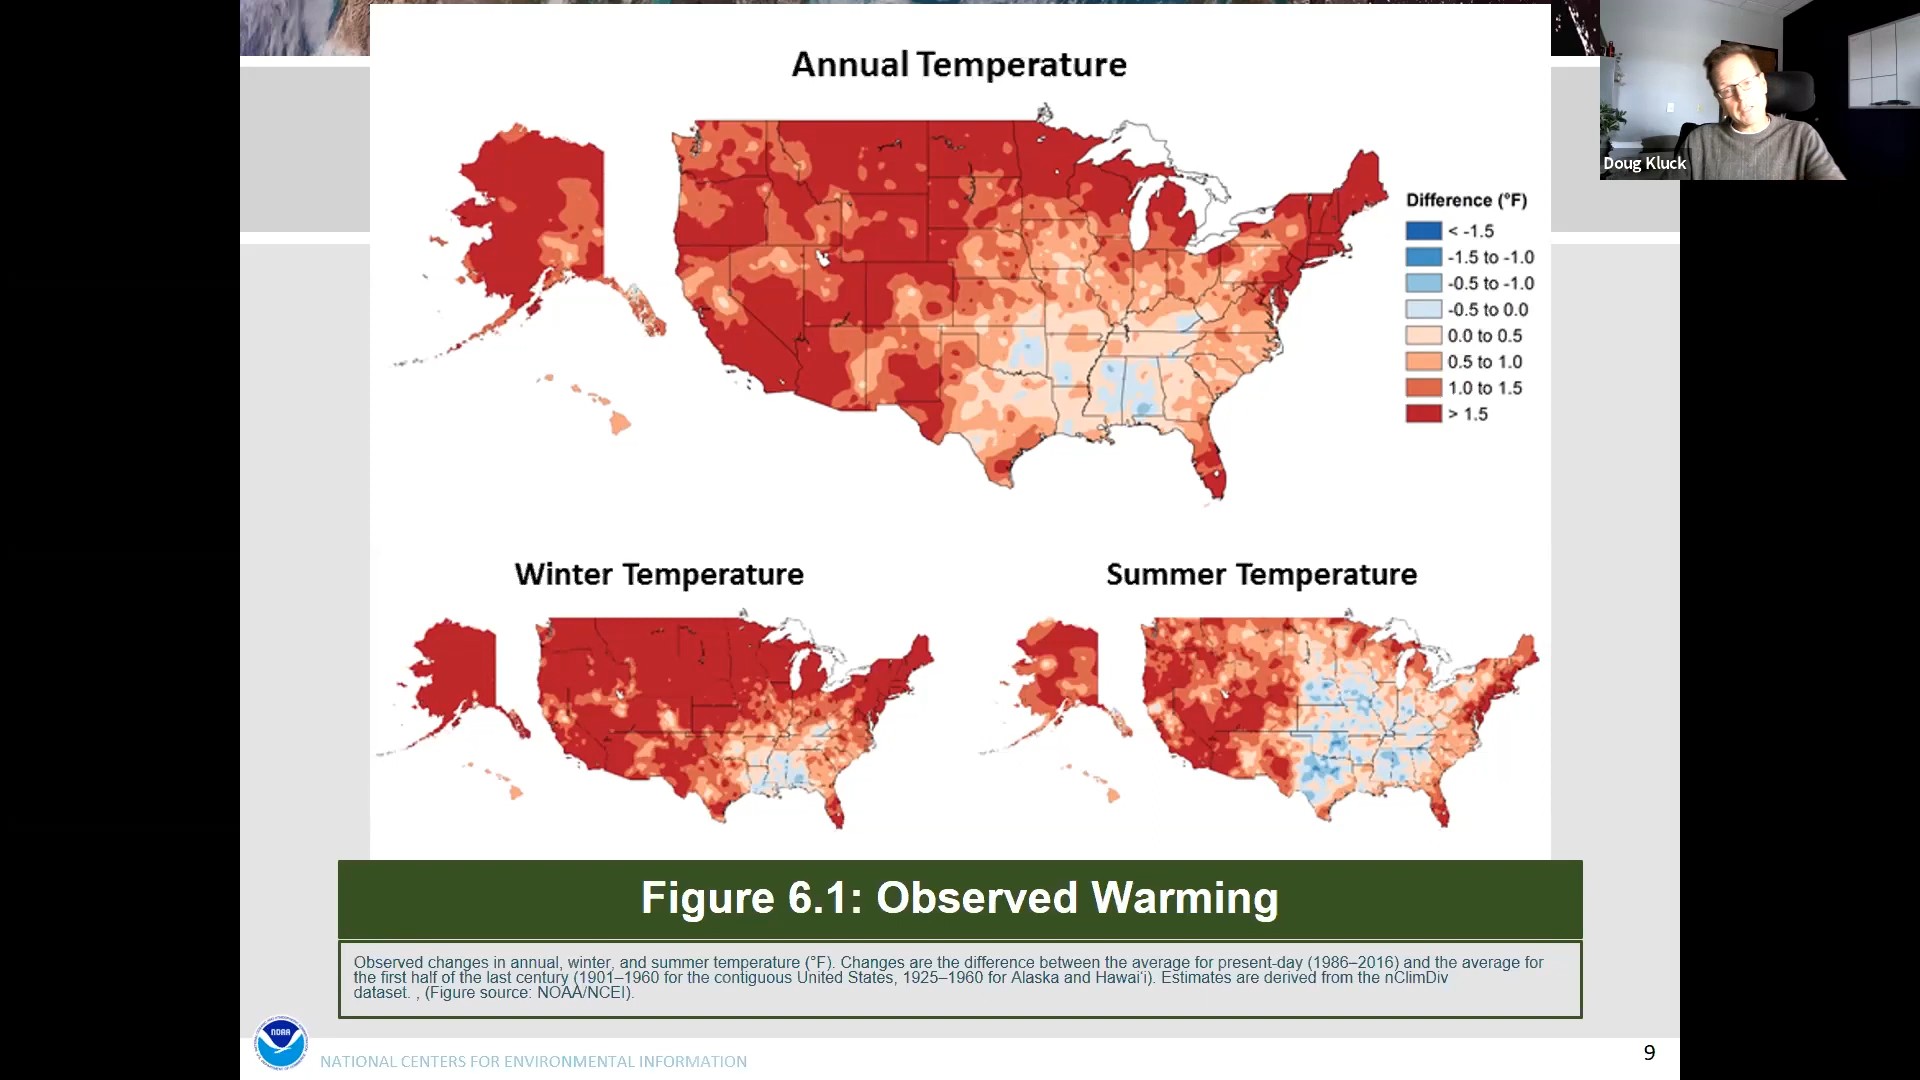 Annual Temperature
Doug Kluck
Difference (°F)
< -1.5
-1.5 to -1.0
-0.5 to -1.0
-0.5 to 0.0
0.0 to 0.5
0.5 to 1.0
1.0 to 1.5
> 1.5
Winter Temperature
Summer Temperature
Figure 6.1: Observed Warming
Observed changes in annual, winter, and summer temperature (°F). Changes are the difference between the average for present-day (1986–2016) and the average for
the first half of the last century (1901–1960 for the contiguous United States, 1925–1960 for Alaska and Hawai‘i). Estimates are derived from the nClimDiv
dataset. , (Figure source: NOAA/NCEI).
NOAA
NATIONAL CENTERS FOR ENVIRONMENTAL INFORMATION
9